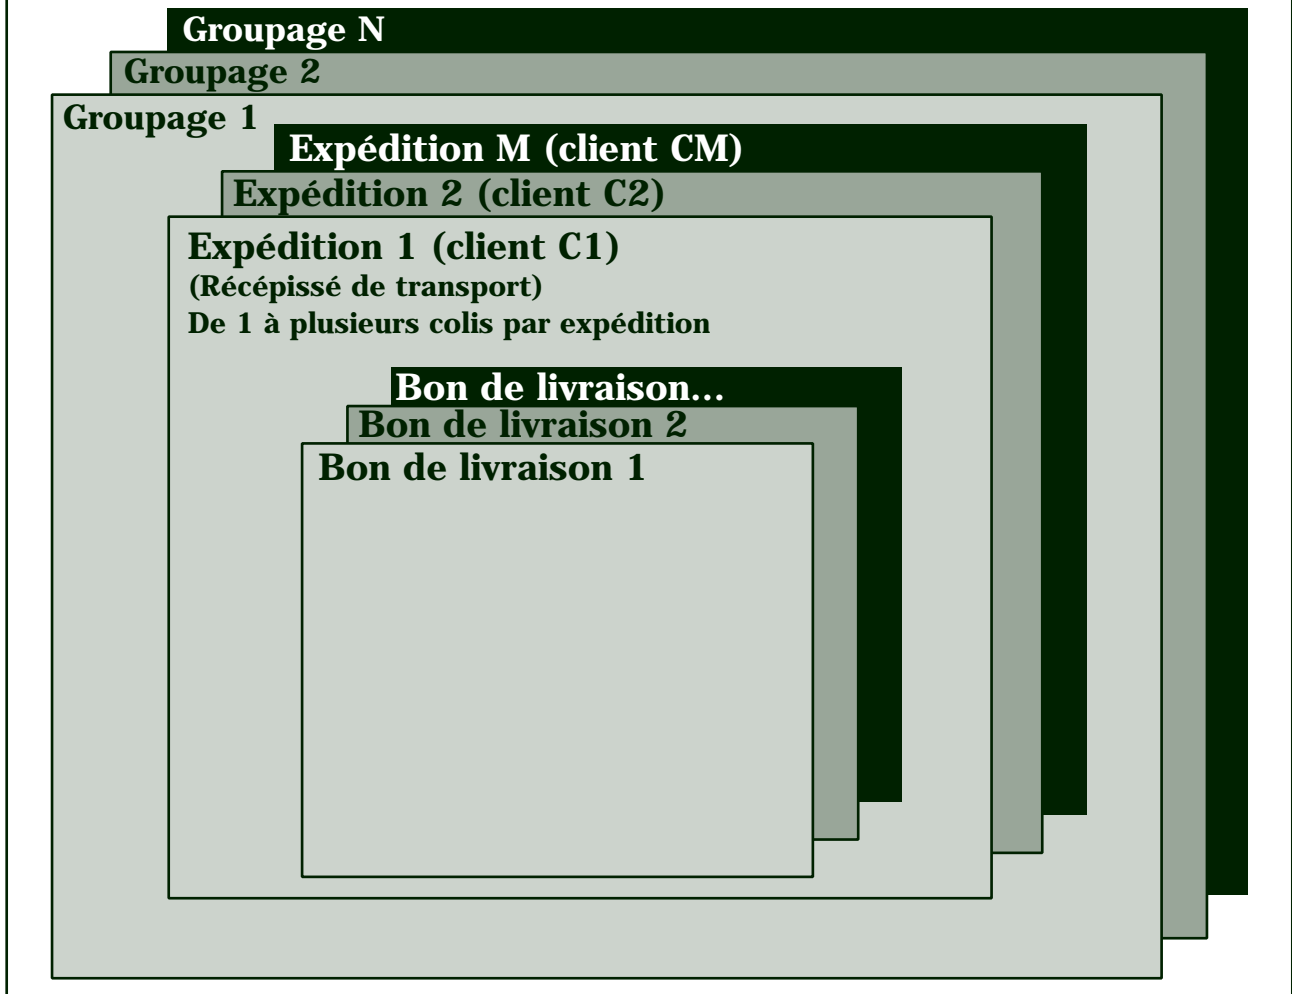 Groupage N
Groupage 2
Groupage 1
Expédition M (client CM)
Expédition 2 (client C2)
Expédition 1 (client C1)
(Récépissé de transport)
De 1 à plusieurs colis par expédition
Bon de livraison...
Bon de livraison 2
Bon de livraison 1